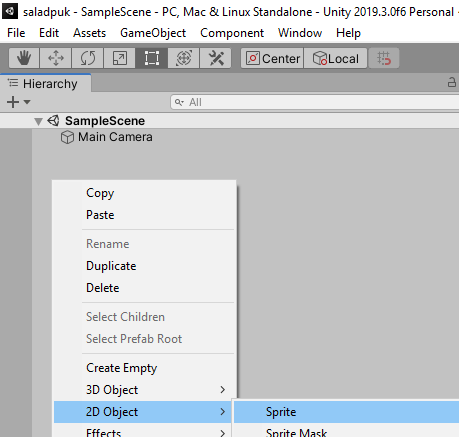 saladpuk - SampleScene - PC, Mac & Linux Standalone - Unity 2019.3.0f6 Personal -
File Edit Assets GameObject Component Window Help
Center Local
Hierarchy
All
SampleScene
Main Camera
Copy
Paste
Rename
Duplicate
Delete
Select Children
Select Prefab Root
Create Empty
3D Object
2D Object
Sprite
Effects
Sprite Mask